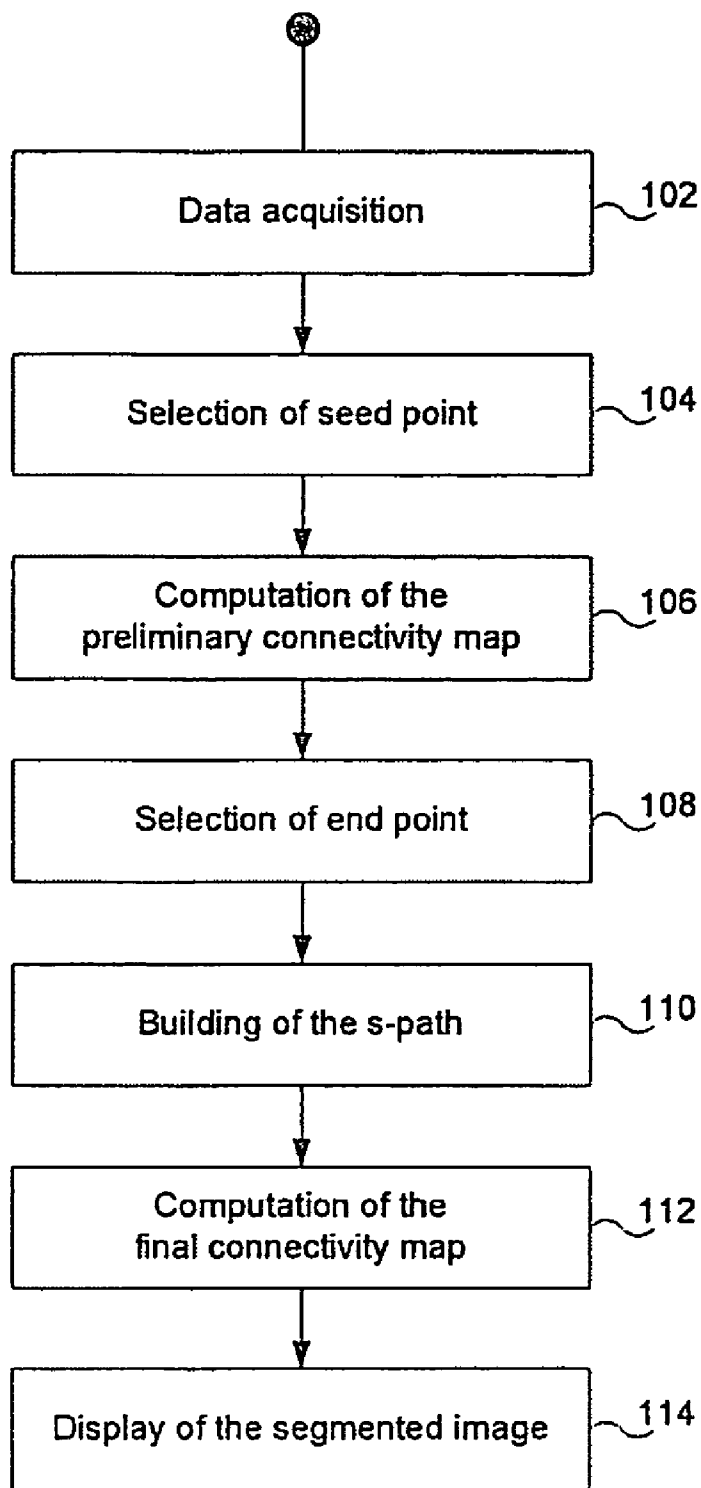 Data acquisition
102
Selection of seed point
104
Computation of the
preliminary connectivity map
106
Selection of end point
108
Building of the s-path
110
Computation of the
final connectivity map
112
Display of the segmented image
114